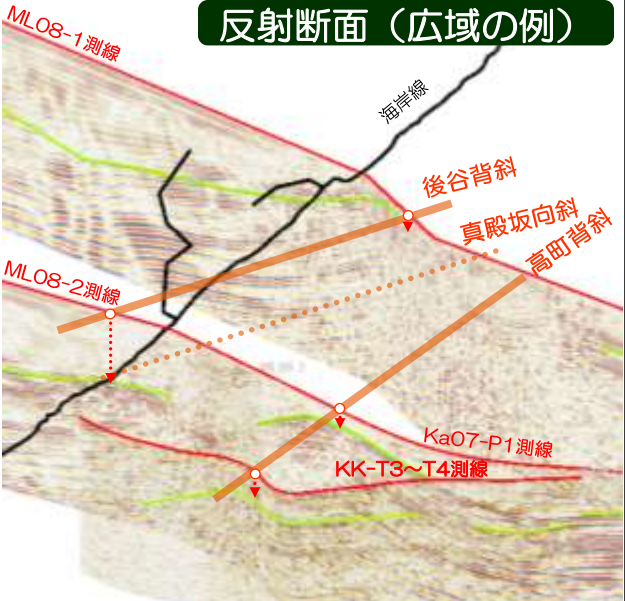 反射断面（広域の例）
ML08-1測線
海岸線
後谷背斜
真殿坂向斜
高町背斜
ML08-2測線
Ka07-P1測線
KK-T3～T4測線